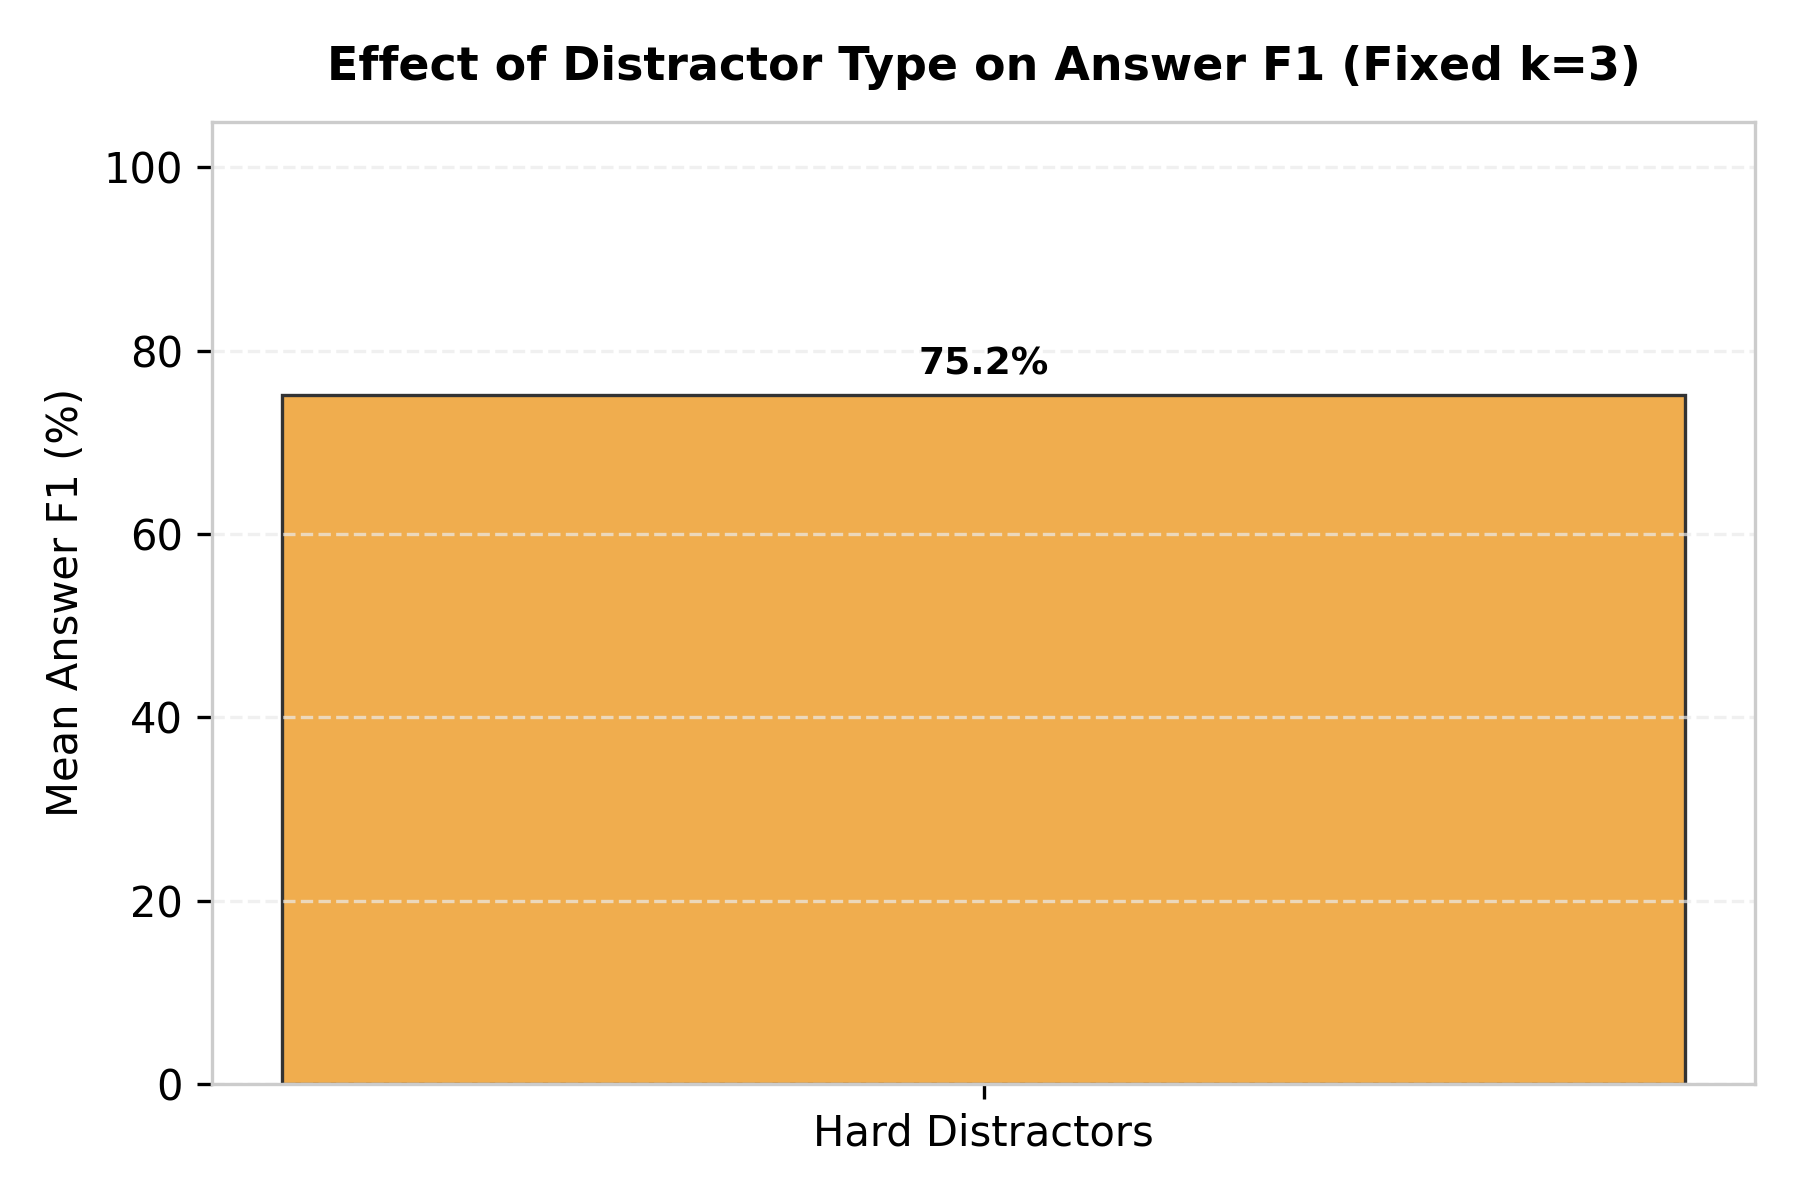 Effect of Distractor Type on Answer F1 (Fixed k=3)
100
80
60
40
20
0
Mean Answer F1 (%)
75.2%
Hard Distractors